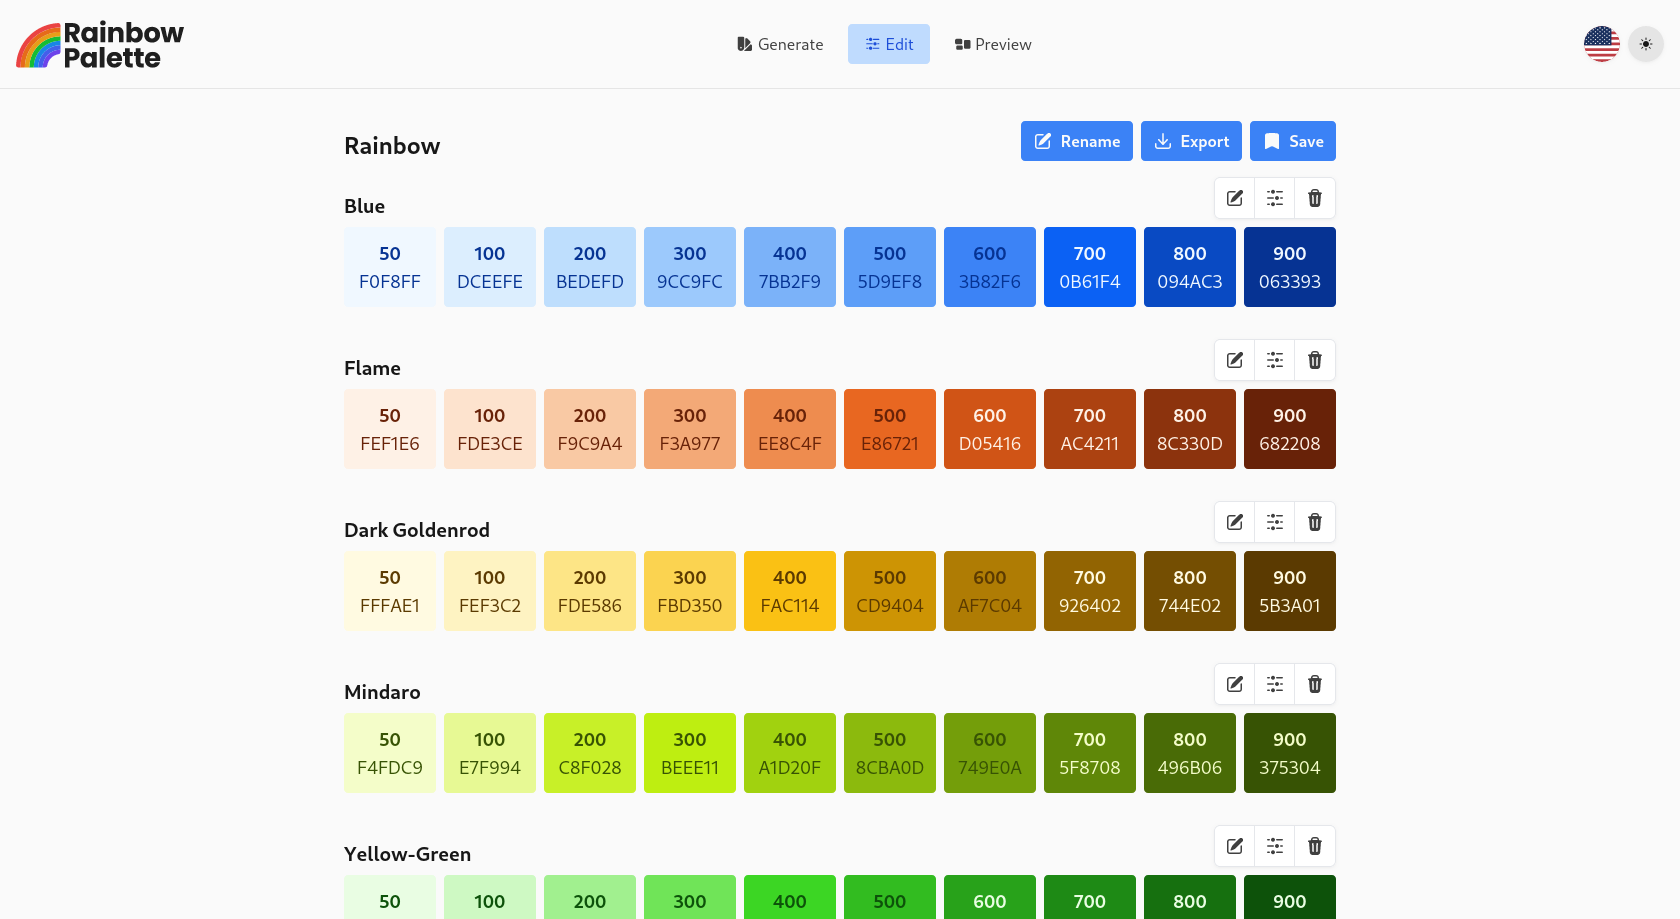 Rainbow
Palette
Generate
Edit
Preview
Rainbow
Rename
Export
Save
Blue
50 100 200 300 400 500 600 700 800 900
F0F8FF DCEEFE BEDEFD 9CC9FC 7BB2F9 5D9EF8 3B82F6 0B61F4 094AC3 063393
Flame
50 100 200 300 400 500 600 700 800 900
FEF1E6 FDE3CE F9C9A4 F3A977 EE8C4F E86721 D05416 AC4211 8C330D 682208
Dark Goldenrod
50 100 200 300 400 500 600 700 800 900
FFFAE1 FEF3C2 FDE586 FBD350 FAC114 CD9404 AF7C04 926402 744E02 5B3A01
Mindaro
50 100 200 300 400 500 600 700 800 900
F4FDC9 E7F994 C8F028 BEEE11 A1D20F 8CBA0D 749E0A 5F8708 496B06 375304
Yellow-Green
50 100 200 300 400 500 600 700 800 900